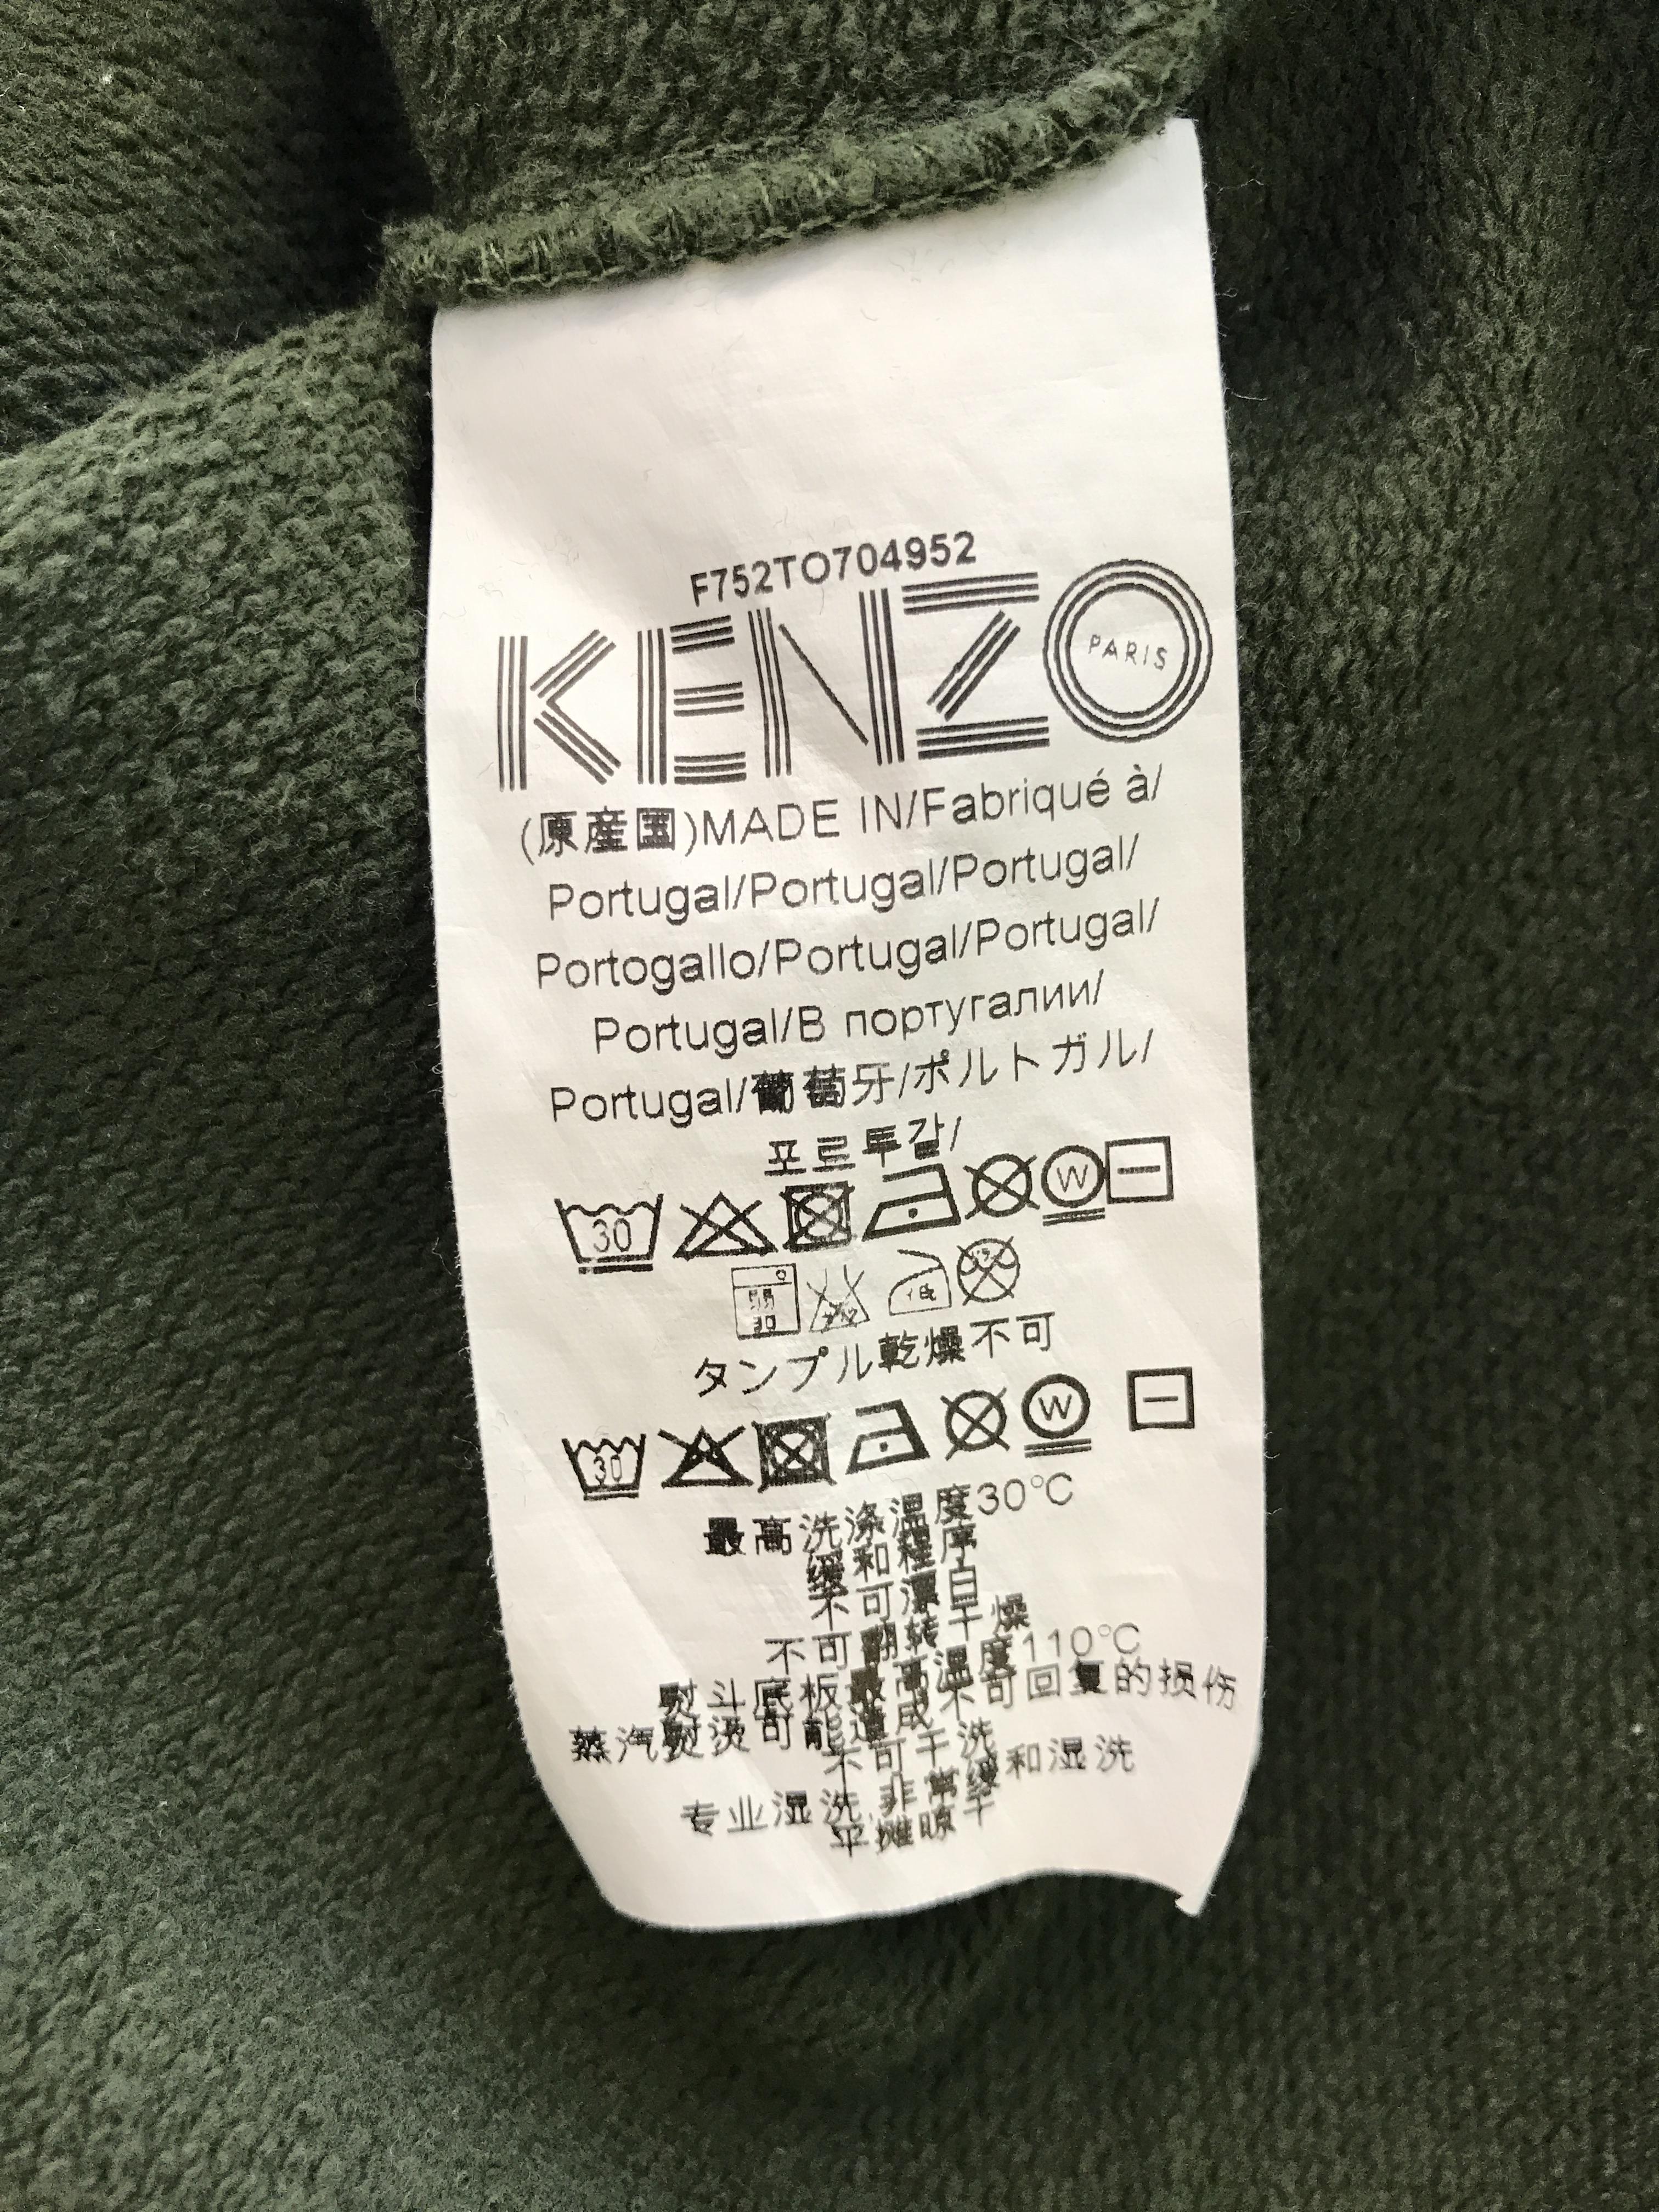 F752TO704952
KENZO
PARIS
(原産国)MADE IN/Fabriqué à/
Portugal/Portugal/Portugal/
Portogallo/Portugal/Portugal/
Portugal/В португалии/
Portugal/葡萄牙/ポルトガル/
포르투갈/
30 W
弱 30
タンブル乾燥不可
30 W
最高洗涤温度30°C
缓和程序
不可漂白
不可翻转干燥
熨斗底板最高温度110°C
蒸汽熨烫可能造成不可回复的损伤
不可干洗
专业湿洗,非常缓和湿洗
平摊晾干